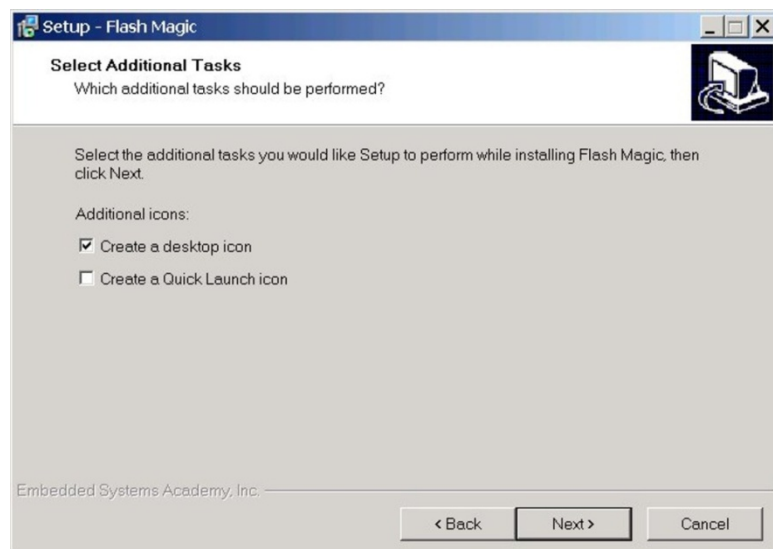 Setup - Flash Magic
Select Additional Tasks
Which additional tasks should be performed?
Select the additional tasks you would like Setup to perform while installing Flash Magic, then
click Next.
Additional icons:
Create a desktop icon
Create a Quick Launch icon
Embedded Systems Academy, Inc.
< Back Next > Cancel